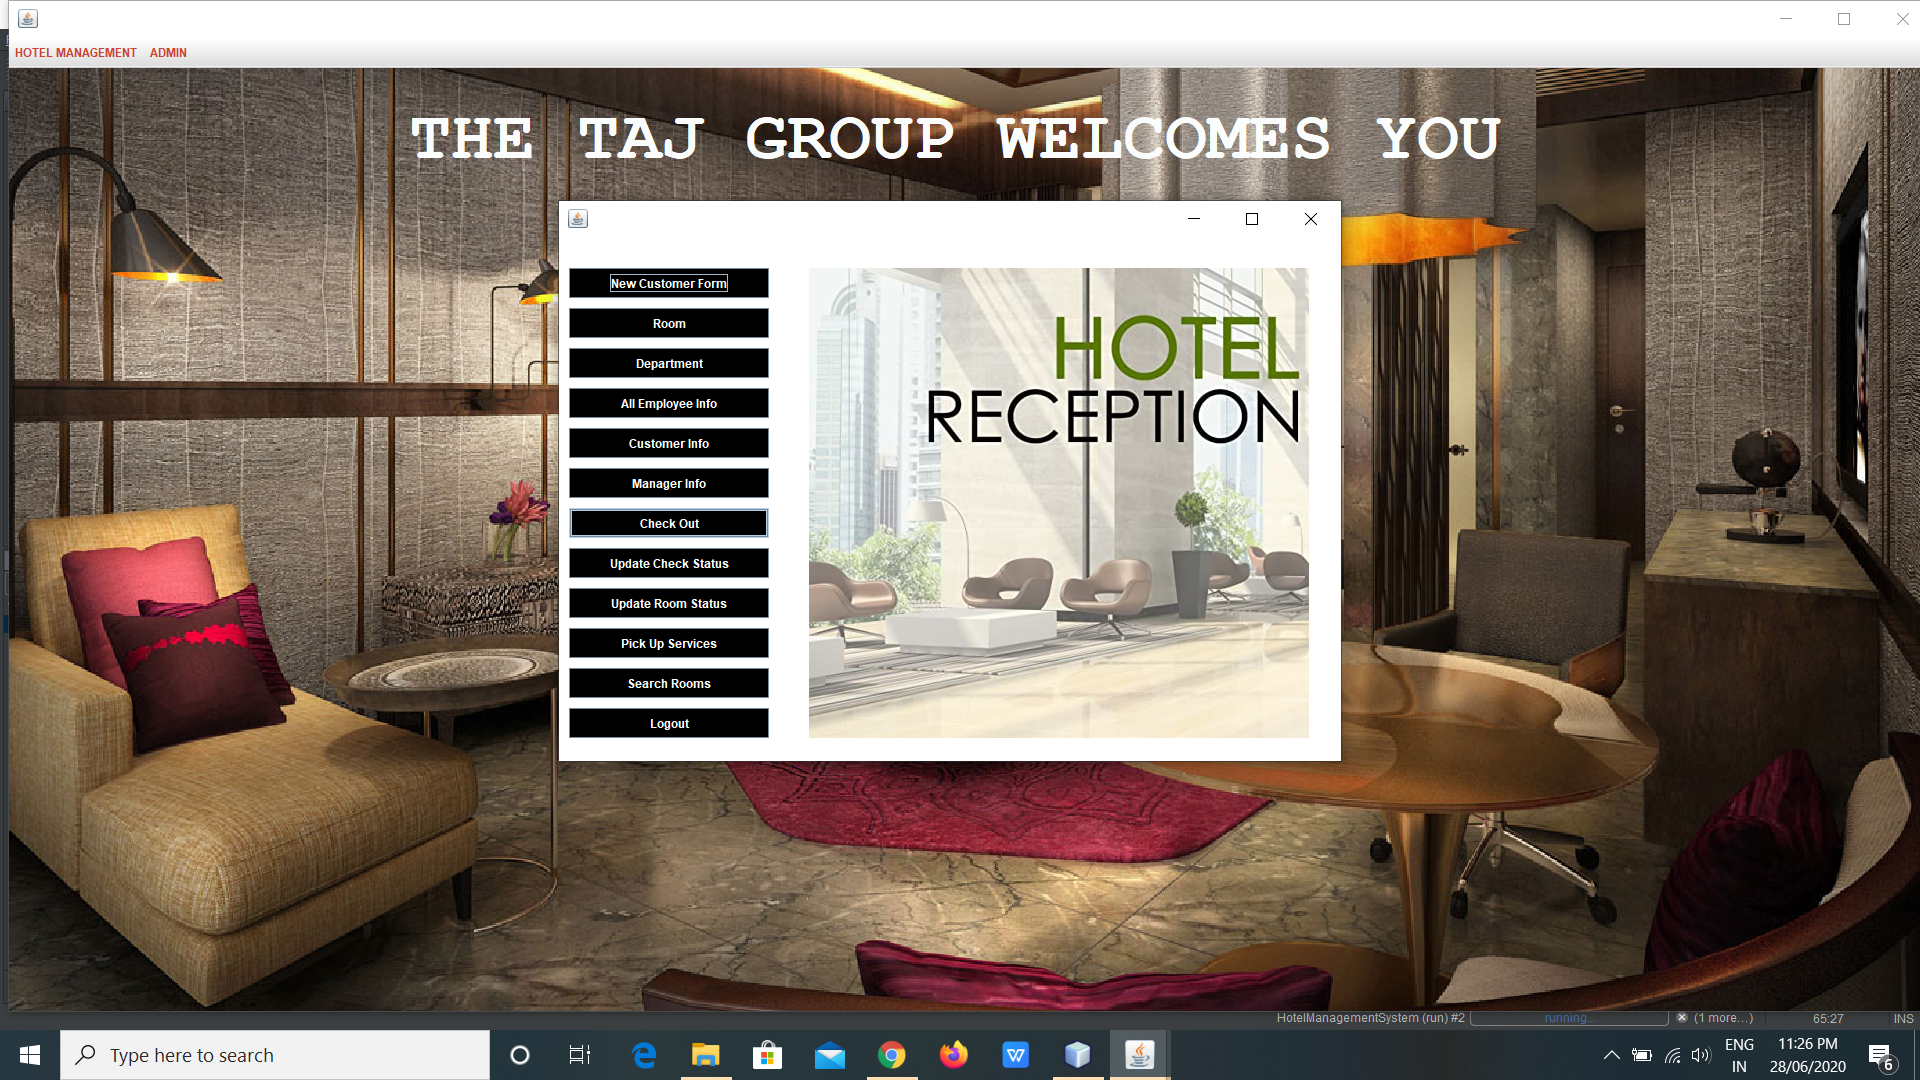 HOTEL MANAGEMENT ADMIN
THE TAJ GROUP WELCOMES YOU
New Customer Form
Room
Department
All Employee Info
Customer Info
Manager Info
Check Out
Update Check Status
Update Room Status
Pick Up Services
Search Rooms
Logout
HOTEL
RECEPTION
HotelManagementSystem (run) #2 running... (1 more...) 65:27 INS
Type here to search
ENG
IN
11:26 PM
28/06/2020
6